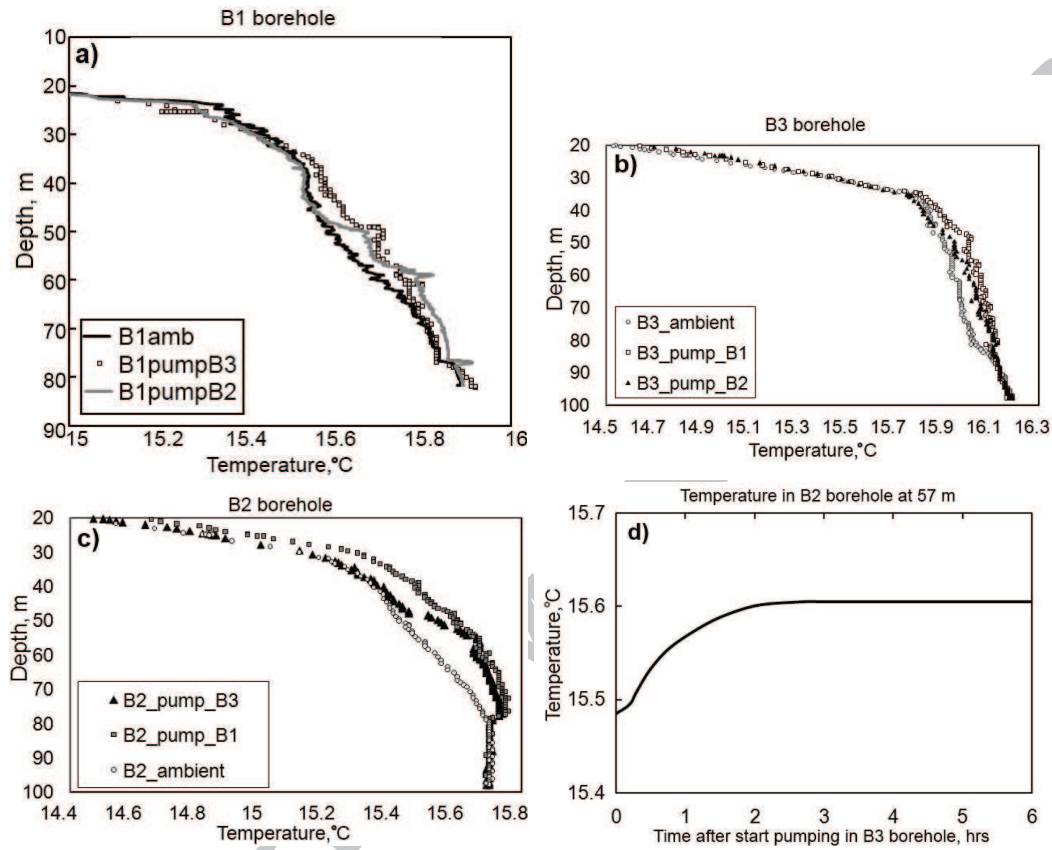 B1 borehole
10
20
30
40
50
60
70
80
90
Depth, m
a)
B1amb
B1pumpB3
B1pumpB2
15
15.2
15.4
15.6
15.8
16
Temperature,°C
B3 borehole
20
30
40
50
60
70
80
90
100
Depth, m
b)
B3_ambient
B3_pump_B1
B3_pump_B2
14.5 14.7 14.9 15.1 15.3 15.5 15.7 15.9 16.1 16.3
Temperature,°C
B2 borehole
20
30
40
50
60
70
80
90
100
Depth, m
c)
B2_pump_B3
B2_pump_B1
B2_ambient
14.4 14.6 14.8 15 15.2 15.4 15.6 15.8
Temperature,°C
Temperature in B2 borehole at 57 m
15.7
15.6
15.5
15.4
Temperature,°C
d)
0 1 2 3 4 5 6
Time after start pumping in B3 borehole, hrs